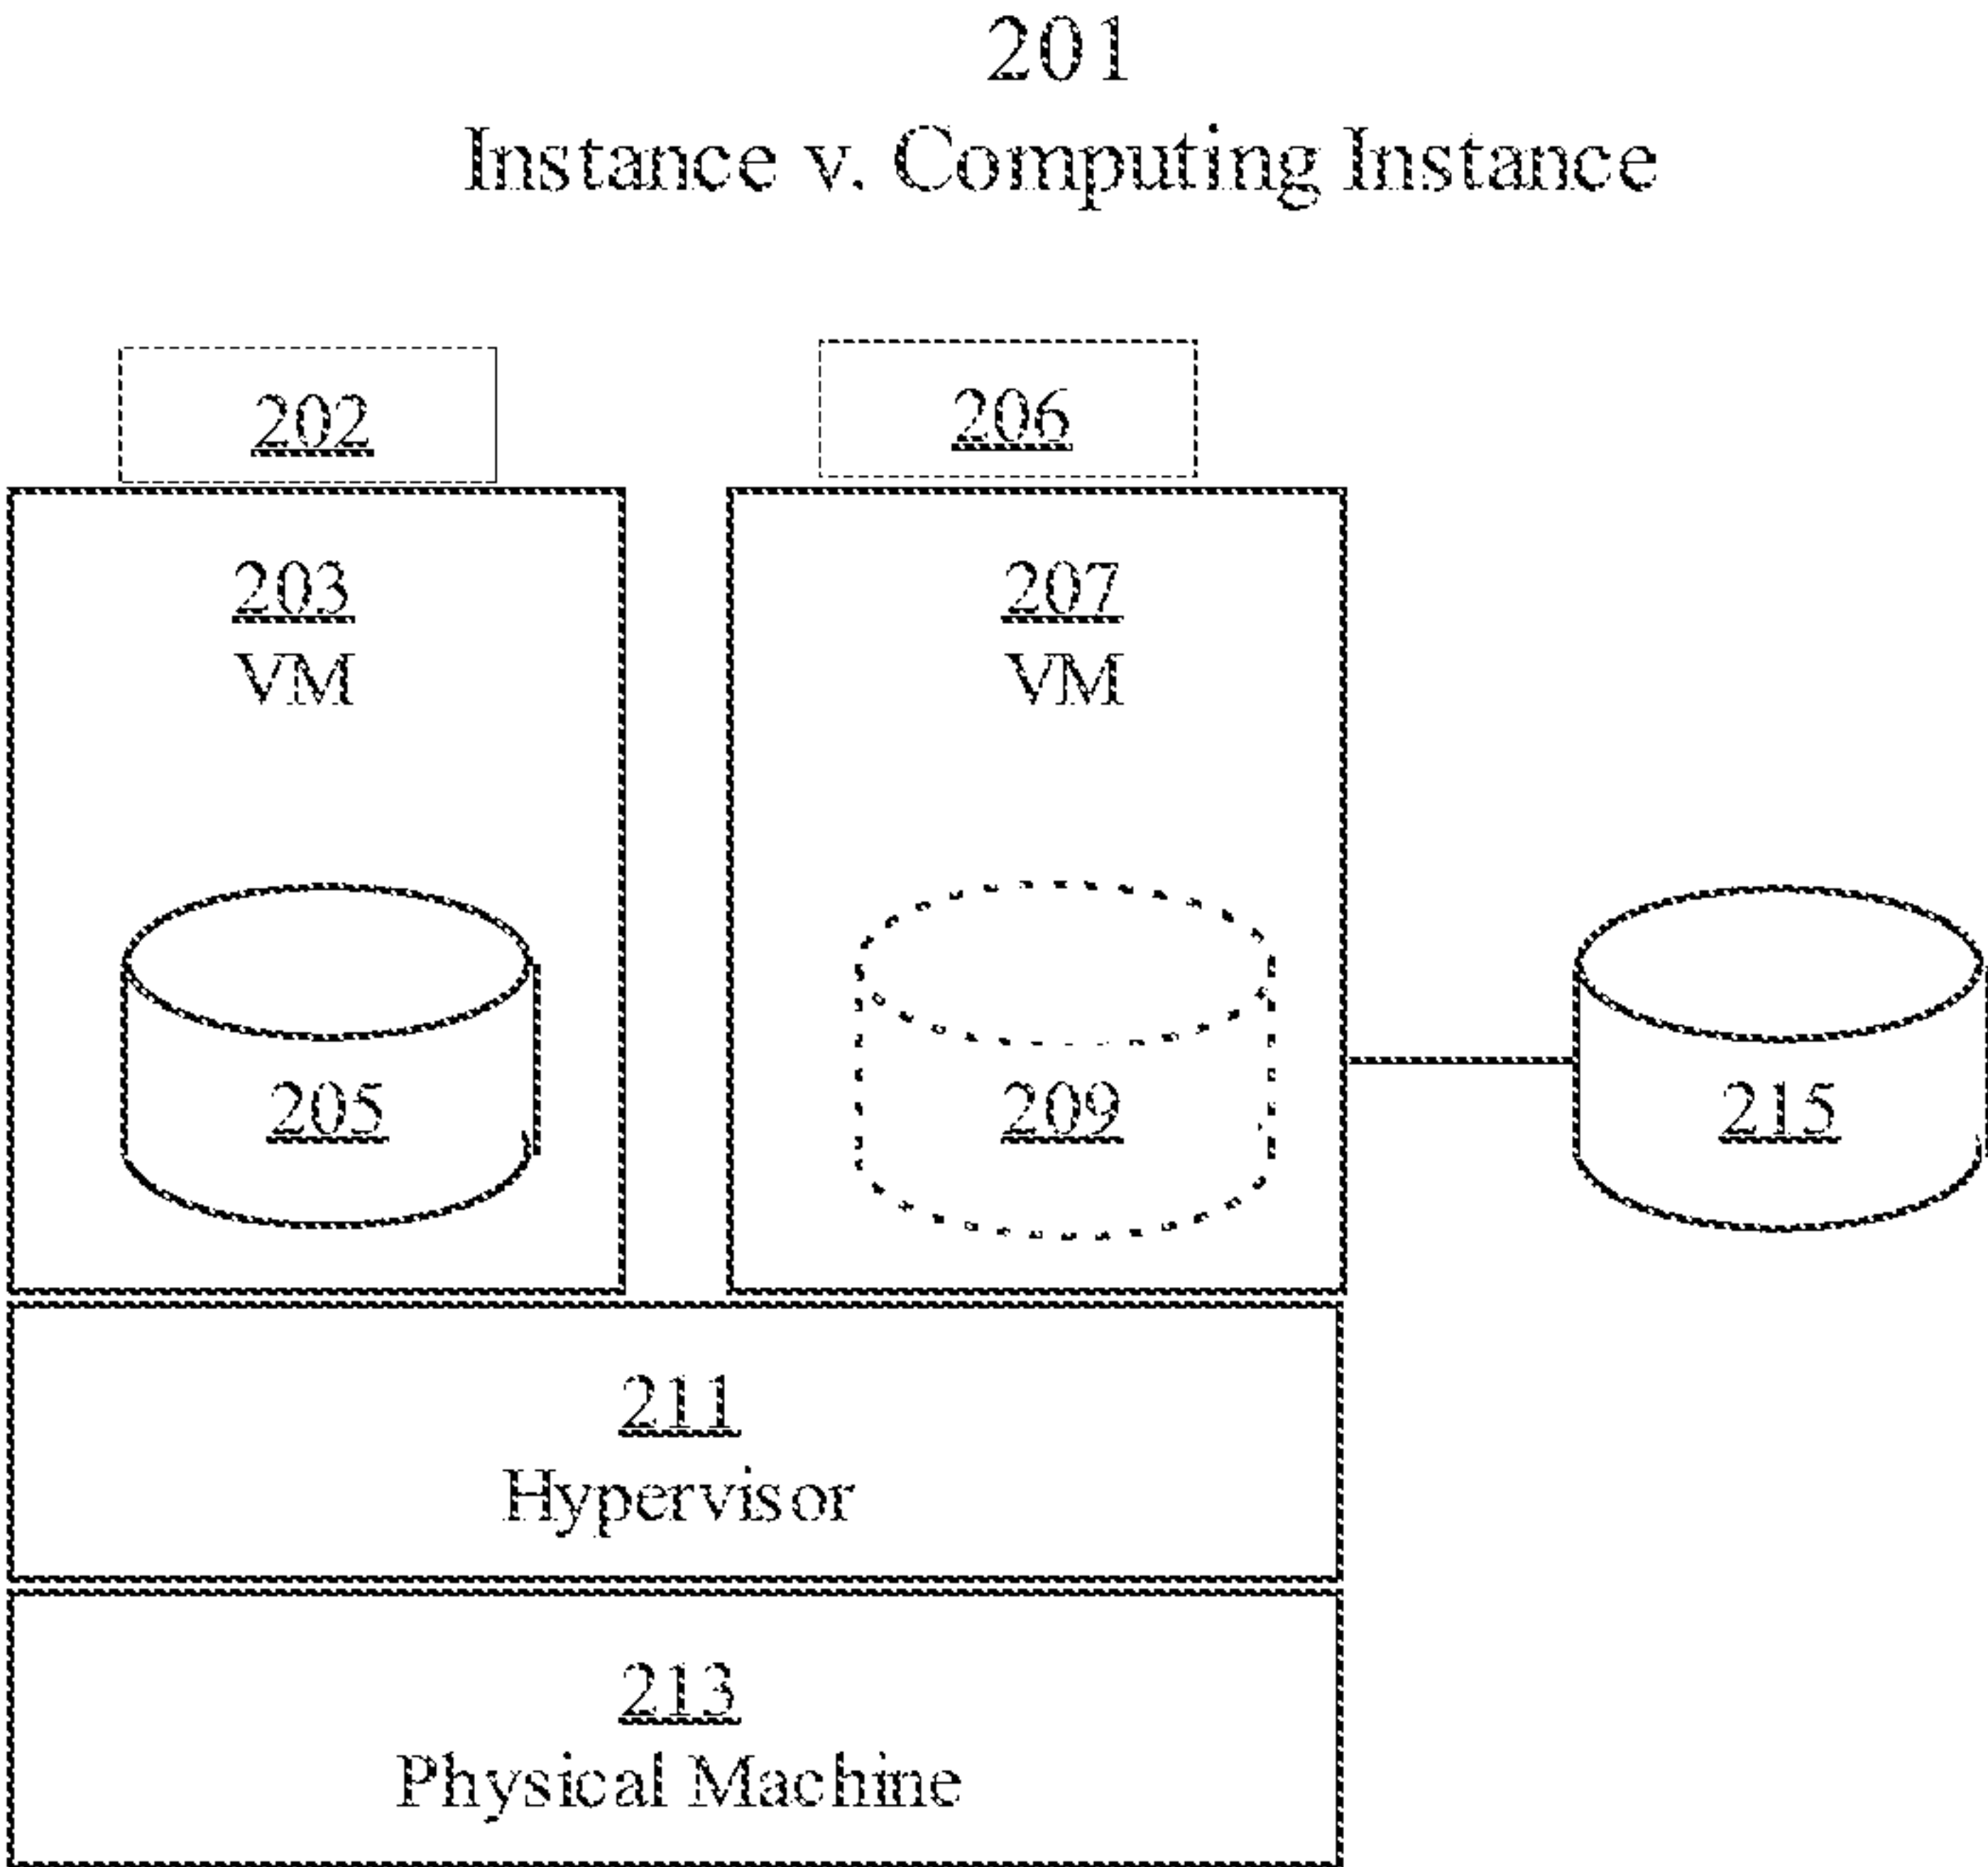 201
Instance v. Computing Instance
202
206
203
VM
207
VM
205
209
215
211
Hypervisor
213
Physical Machine